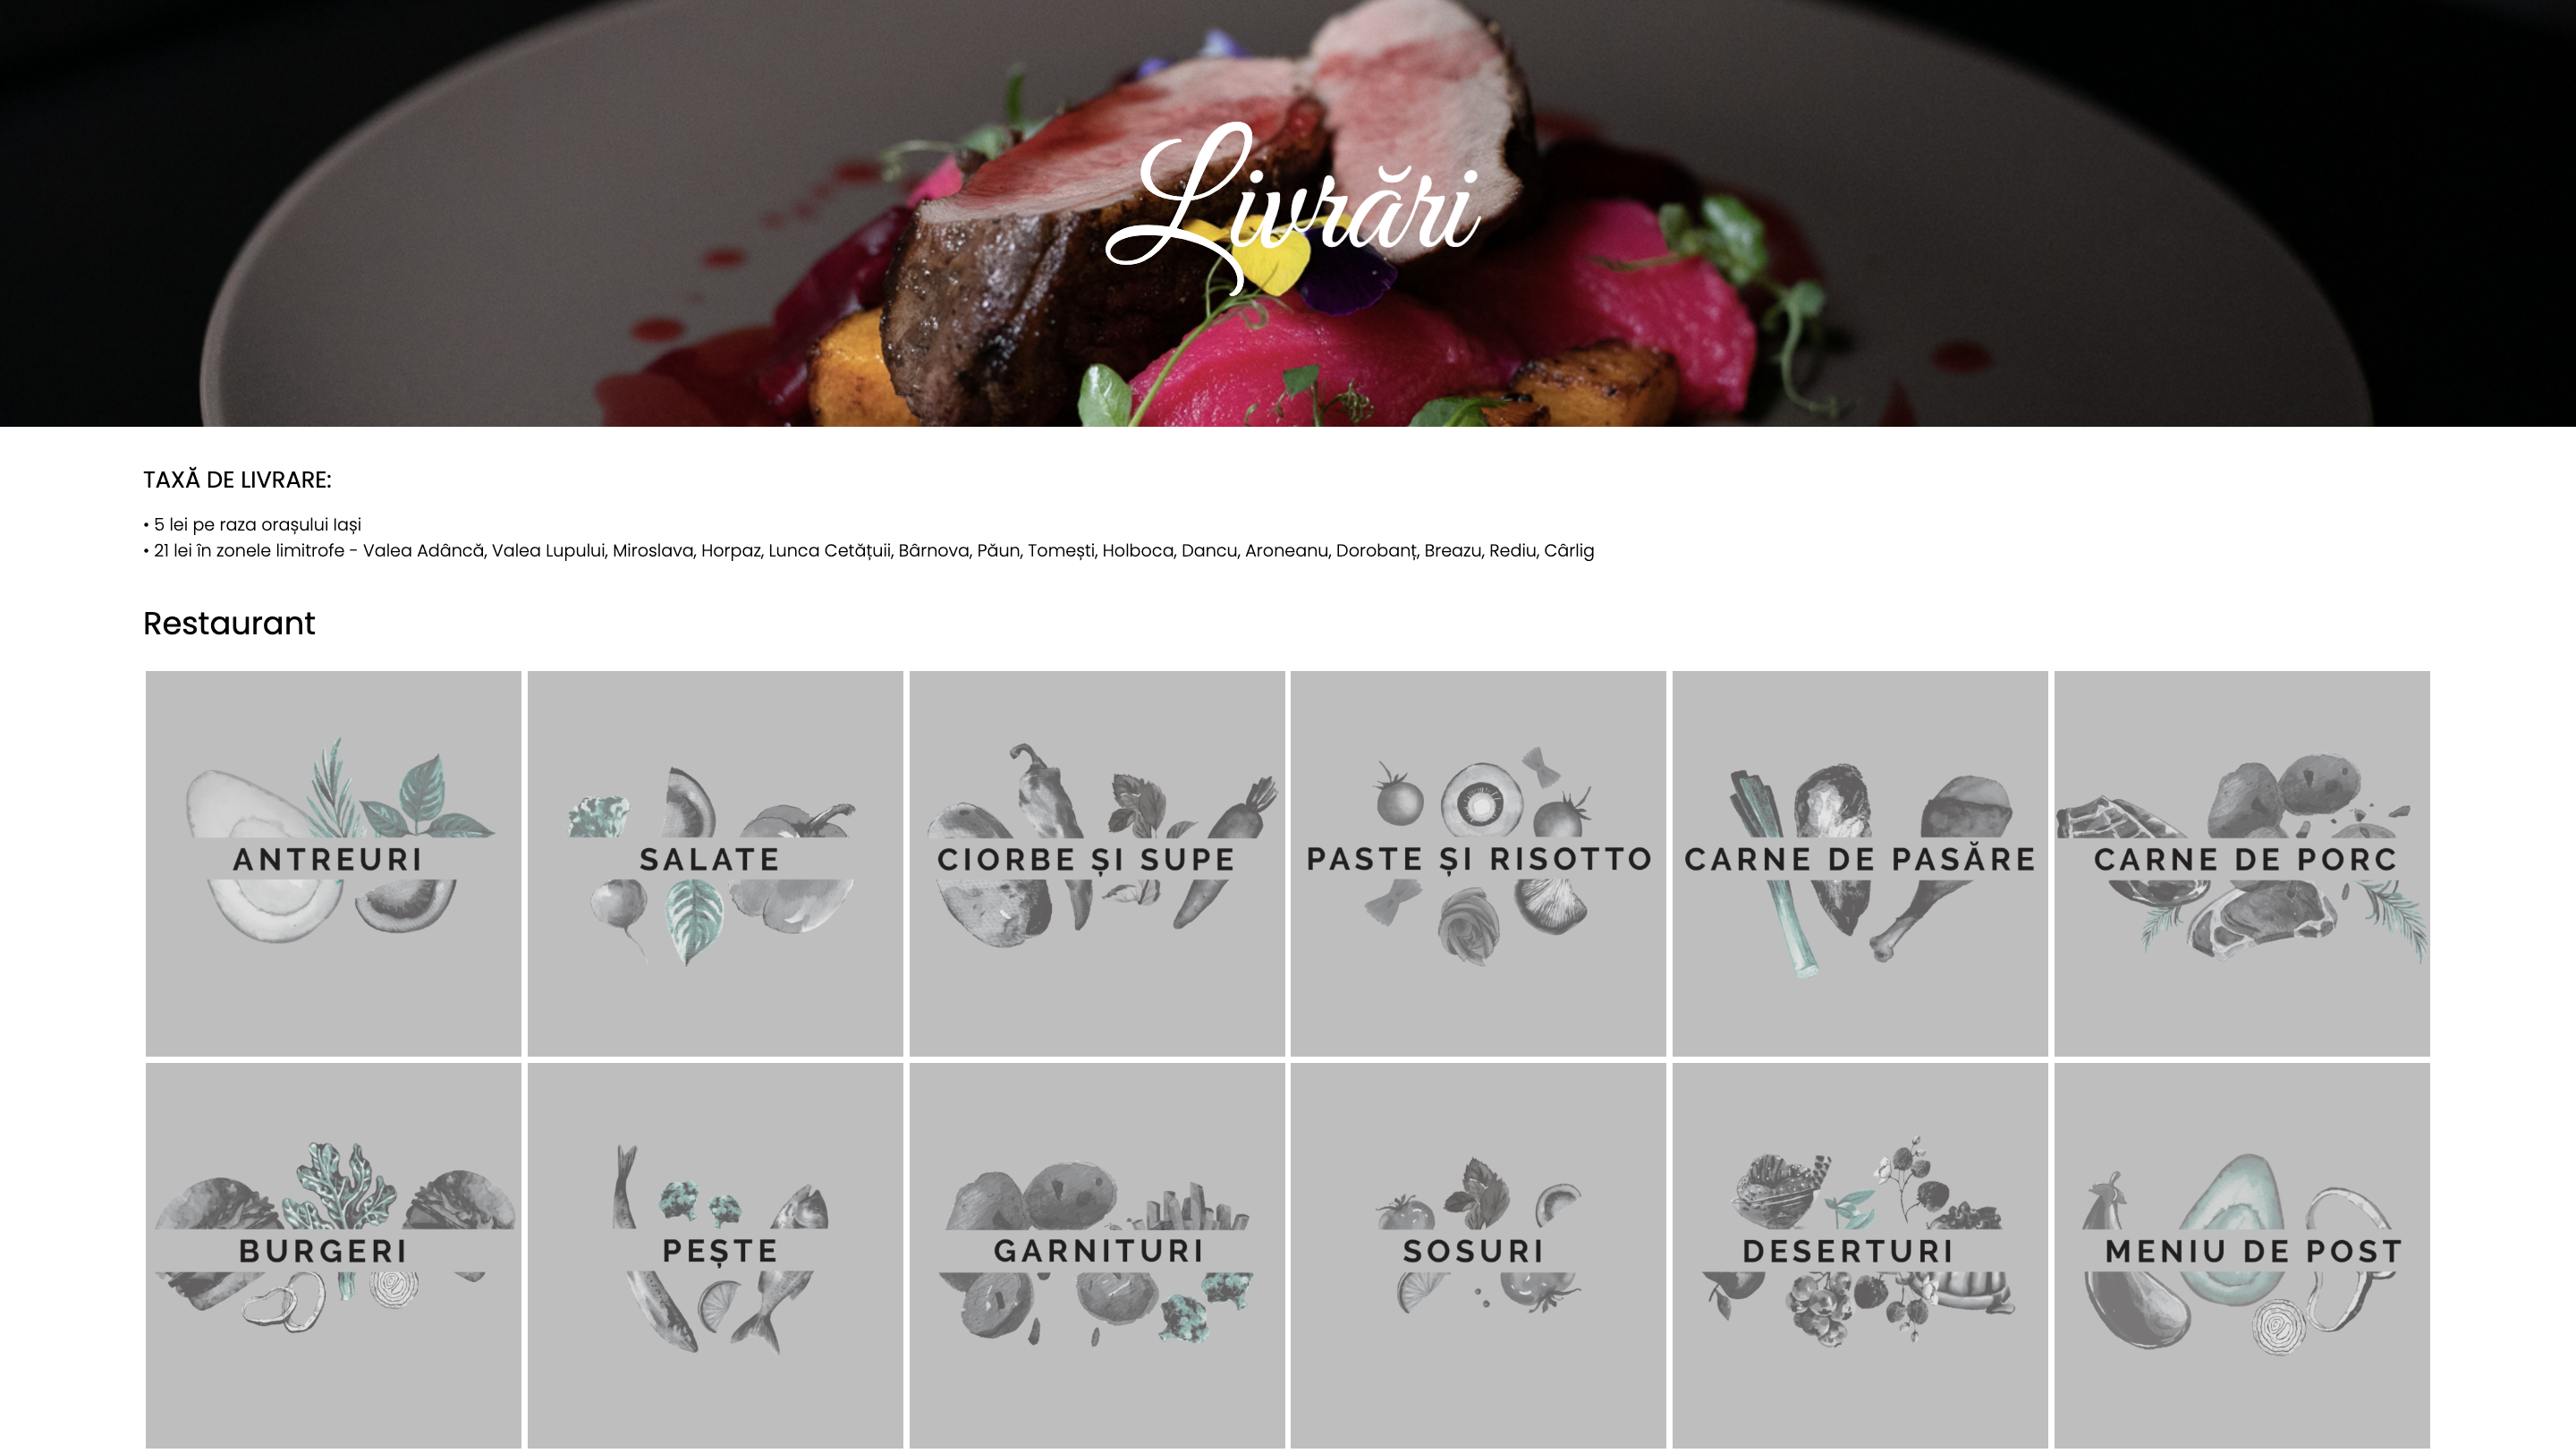 Livrări
TAXĂ DE LIVRARE:
• 5 lei pe raza orașului Iași
• 21 lei în zonele limitrofe - Valea Adâncă, Valea Lupului, Miroslava, Horpaz, Lunca Cetățuii, Bârnova, Păun, Tomești, Holboca, Dancu, Aroneanu, Dorobanț, Breazu, Rediu, Cârlig
Restaurant
ANTREURI
SALATE
CIORBE ȘI SUPE
PASTE ȘI RISOTTO
CARNE DE PASĂRE
CARNE DE PORC
BURGERI
PEȘTE
GARNITURI
SOSURI
DESERTURI
MENIU DE POST